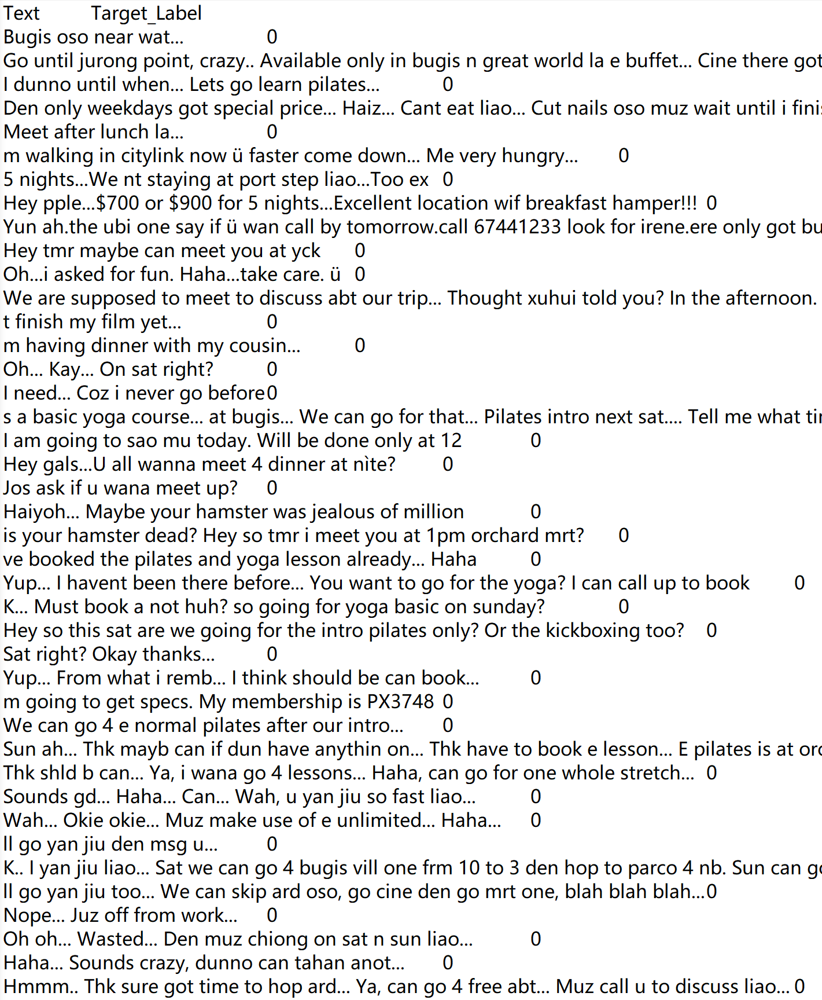 Text Target_Label
Bugis oso near wat... 0
Go until jurong point, crazy.. Available only in bugis n great world la e buffet... Cine there got
I dunno until when... Lets go learn pilates... 0
Den only weekdays got special price... Haiz... Cant eat liao... Cut nails oso muz wait until i
Meet after lunch la... 0
m walking in citylink now ü faster come down... Me very hungry... 0
5 nights...We nt staying at port step liao...Too ex 0
Hey pple...$700 or $900 for 5 nights...Excellent location wif breakfast hamper!!! 0
Yun ah.the ubi one say if ü wan call by tomorrow.call 67441233 look for irene.ere only got
Hey tmr maybe can meet you at yck 0
Oh...i asked for fun. Haha...take care. ü 0
We are supposed to meet to discuss abt our trip... Thought xuhui told you? In the afternoon.
t finish my film yet... 0
m having dinner with my cousin... 0
Oh... Kay... On sat right? 0
I need... Coz i never go before 0
s a basic yoga course... at bugis... We can go for that... Pilates intro next sat.... Tell me what
I am going to sao mu today. Will be done only at 12 0
Hey gals...U all wanna meet 4 dinner at nìte? 0
Jos ask if u wana meet up? 0
Haiyoh... Maybe your hamster was jealous of million 0
is your hamster dead? Hey so tmr i meet you at 1pm orchard mrt? 0
ve booked the pilates and yoga lesson already... Haha 0
Yup... I havent been there before... You want to go for the yoga? I can call up to book 0
K... Must book a not huh? so going for yoga basic on sunday? 0
Hey so this sat are we going for the intro pilates only? Or the kickboxing too? 0
Sat right? Okay thanks... 0
Yup... From what i remb... I think should be can book... 0
m going to get specs. My membership is PX3748 0
We can go 4 e normal pilates after our intro... 0
Sun ah... Thk mayb can if dun have anythin on... Thk have to book e lesson... E pilates is at
Thk shld b can... Ya, i wana go 4 lessons... Haha, can go for one whole stretch... 0
Sounds gd... Haha... Can... Wah, u yan jiu so fast liao... 0
Wah... Okie okie... Muz make use of e unlimited... Haha... 0
ll go yan jiu den msg u... 0
K.. I yan jiu liao... Sat we can go 4 bugis vill one frm 10 to 3 den hop to parco 4 nb. Sun can
ll go yan jiu too... We can skip ard oso, go cine den go mrt one, blah blah blah... 0
Nope... Juz off from work... 0
Oh oh... Wasted... Den muz chiong on sat n sun liao... 0
Haha... Sounds crazy, dunno can tahan anot... 0
Hmmm.. Thk sure got time to hop ard... Ya, can go 4 free abt... Muz call u to discuss liao... 0